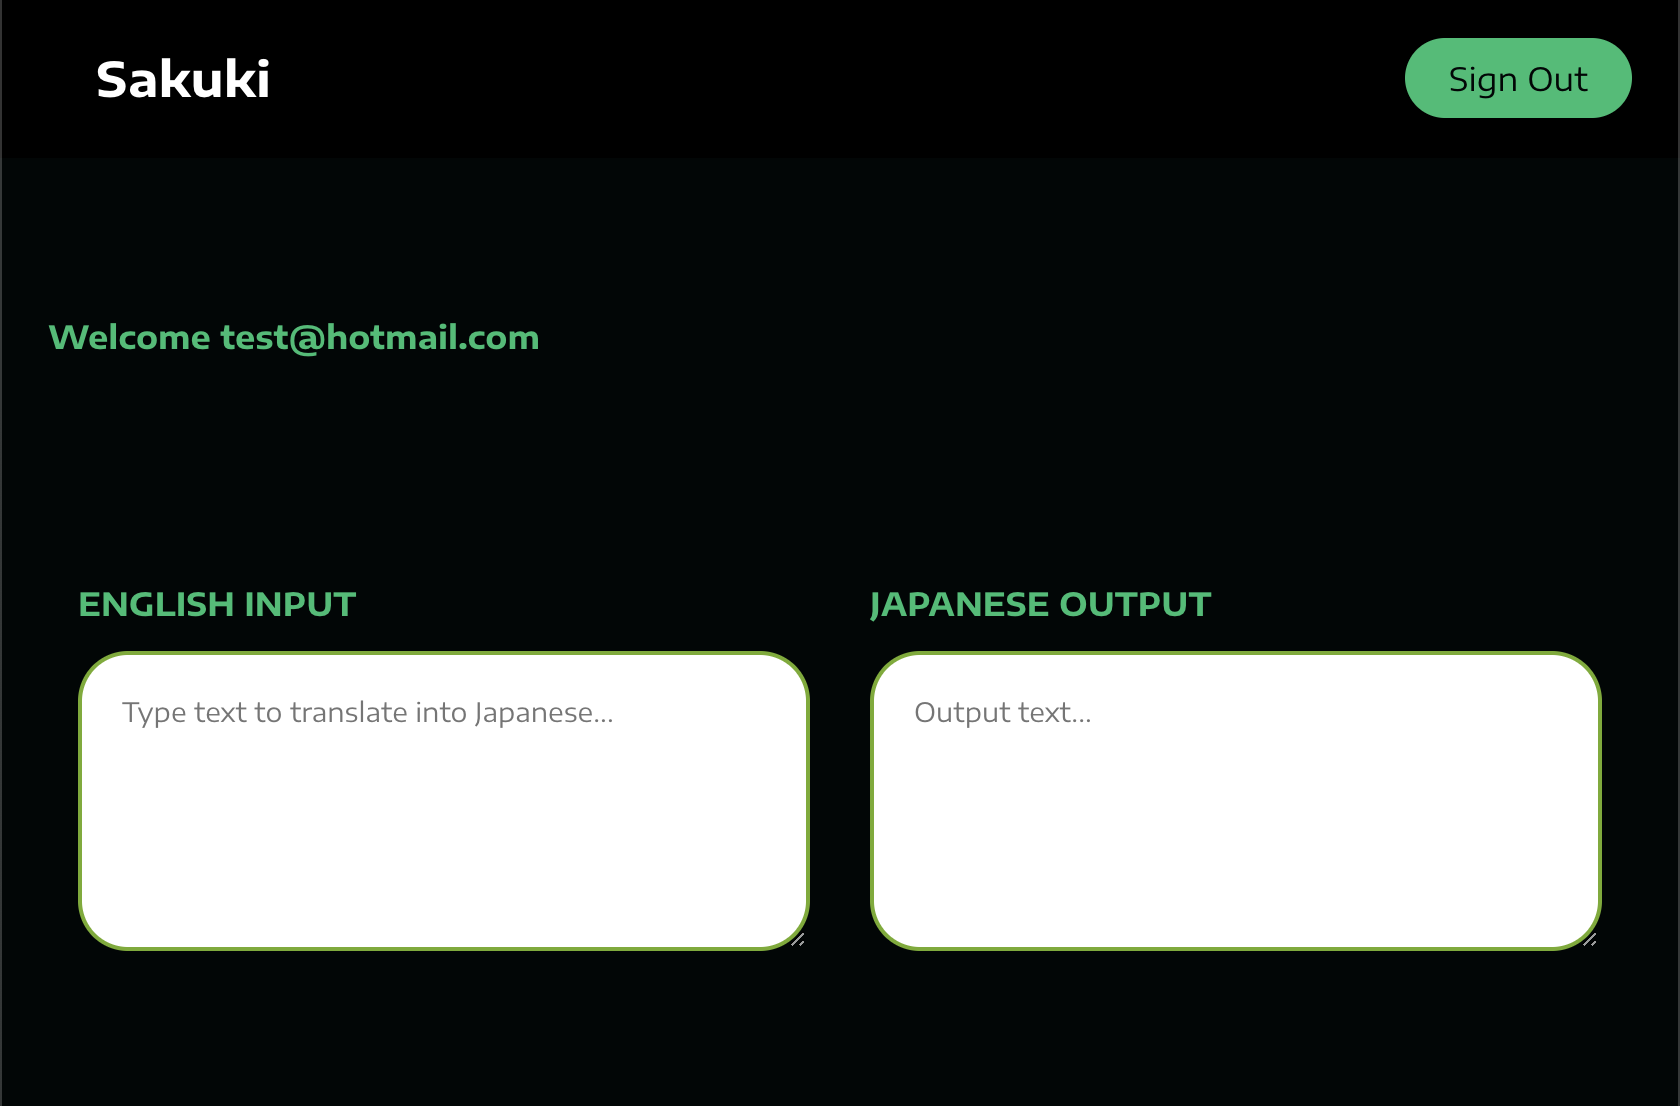 Sakuki
Sign Out
Welcome test@hotmail.com
ENGLISH INPUT
JAPANESE OUTPUT
Type text to translate into Japanese...
Output text...